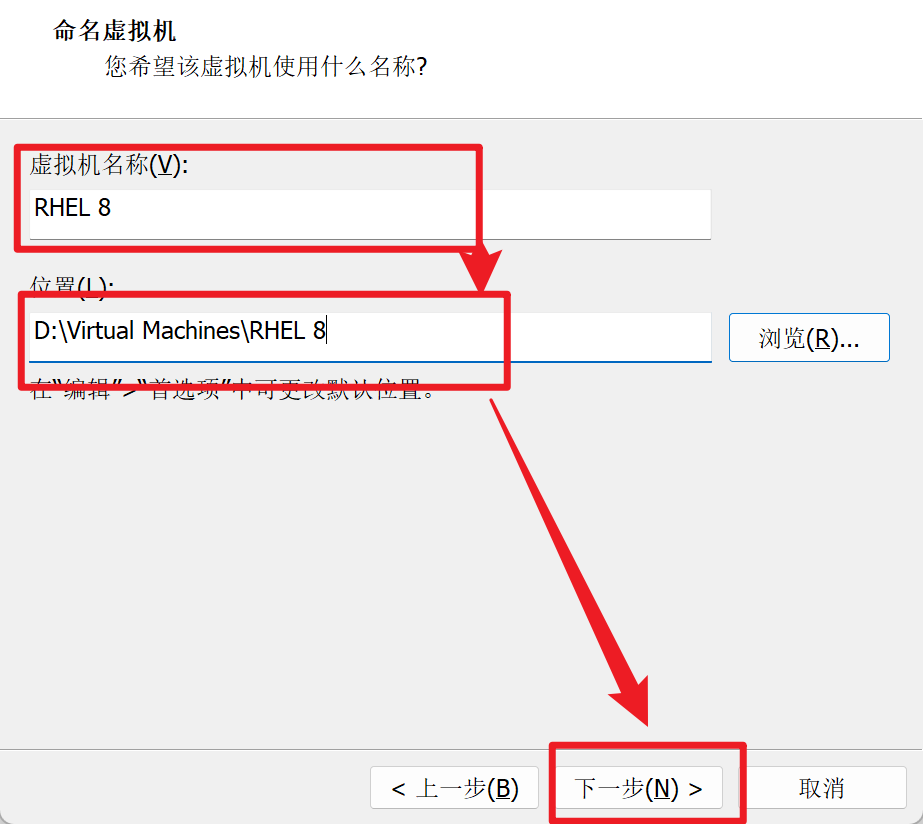 命名虚拟机
您希望该虚拟机使用什么名称?
虚拟机名称(V):
RHEL 8
位置(L):
D:\Virtual Machines\RHEL 8
浏览(R)...
在“编辑”>“首选项”中可更改默认位置。
< 上一步(B)
下一步(N) >
取消